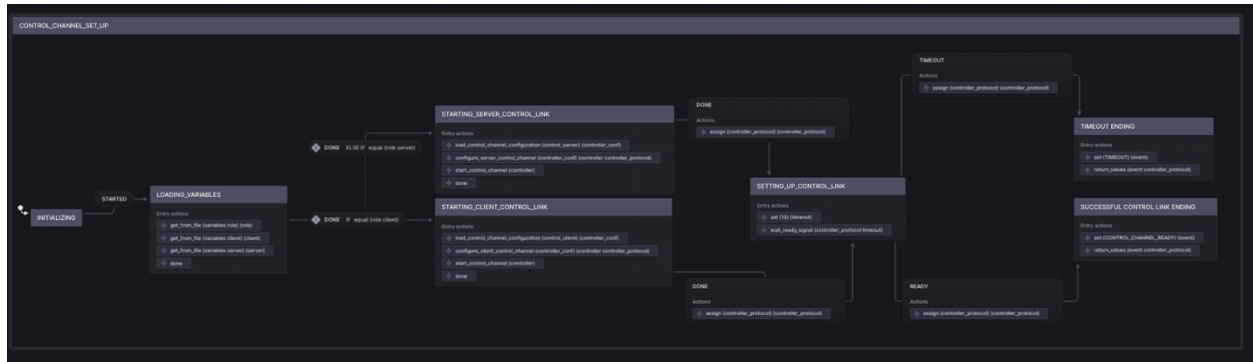 CONTROL_CHANNEL_SET_UP
INITIALIZING
STARTED
LOADING_VARIABLES
Entry actions
get_from_file (variables role) (role)
get_from_file (variables client) (client)
get_from_file (variables server) (server)
done
DONE ELSE IF equal (role server)
DONE IF equal (role client)
STARTING_SERVER_CONTROL_LINK
Entry actions
load_control_channel_configuration (control_server) (controller_conf)
configure_server_control_channel (controller_conf) (controller controller_protocol)
start_control_channel (controller)
done
STARTING_CLIENT_CONTROL_LINK
Entry actions
load_control_channel_configuration (control_client) (controller_conf)
configure_client_control_channel (controller_conf) (controller controller_protocol)
start_control_channel (controller)
done
DONE
Actions
assign (controller_protocol) (controller_protocol)
DONE
Actions
assign (controller_protocol) (controller_protocol)
SETTING_UP_CONTROL_LINK
Entry actions
set (10) (timeout)
wait_ready_signal (controller_protocol timeout)
TIMEOUT
Actions
assign (controller_protocol) (controller_protocol)
READY
Actions
assign (controller_protocol) (controller_protocol)
TIMEOUT ENDING
Entry actions
set (TIMEOUT) (event)
return_values (event controller_protocol)
SUCCESSFUL CONTROL LINK ENDING
Entry actions
set (CONTROL_CHANNEL_READY) (event)
return_values (event controller_protocol)